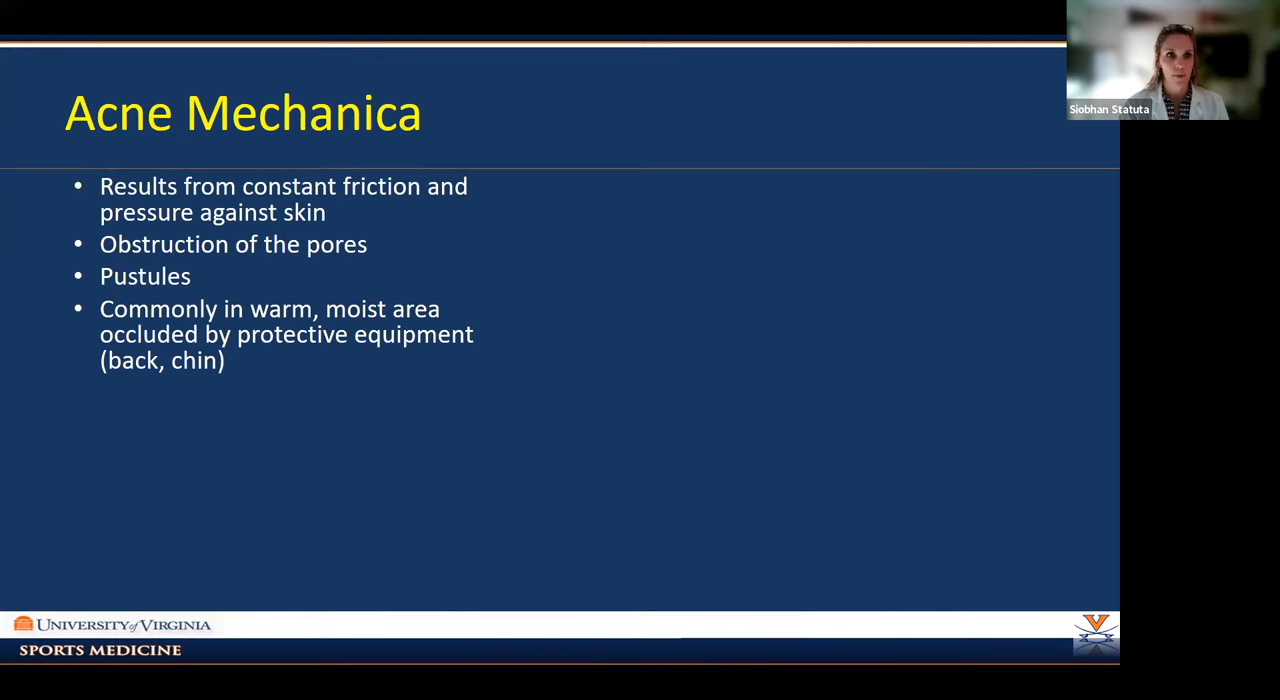 Siobhan Statuta
Acne Mechanica
• Results from constant friction and
pressure against skin
• Obstruction of the pores
• Pustules
• Commonly in warm, moist area
occluded by protective equipment
(back, chin)
UNIVERSITY of VIRGINIA
SPORTS MEDICINE